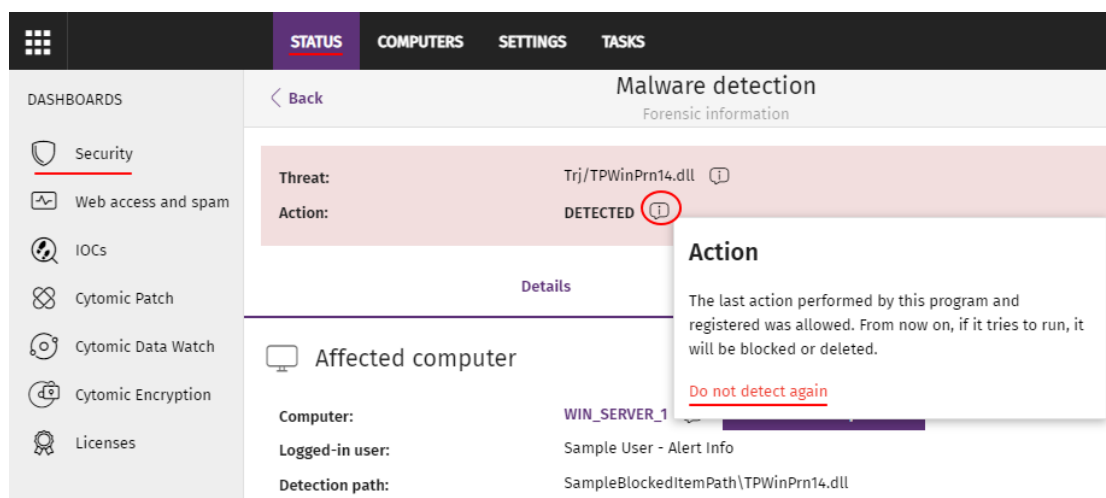 STATUS COMPUTERS SETTINGS TASKS
DASHBOARDS
Security
Web access and spam
IOCs
Cytomic Patch
Cytomic Data Watch
Cytomic Encryption
Licenses
Back
Malware detection
Forensic information
Threat: Trj/TPWinPrn14.dll
Action: DETECTED
Details
Action
The last action performed by this program and
registered was allowed. From now on, if it tries to run, it
will be blocked or deleted.
Do not detect again
Affected computer
Computer: WIN_SERVER_1
Logged-in user: Sample User - Alert Info
Detection path: SampleBlockedItemPath\TPWinPrn14.dll